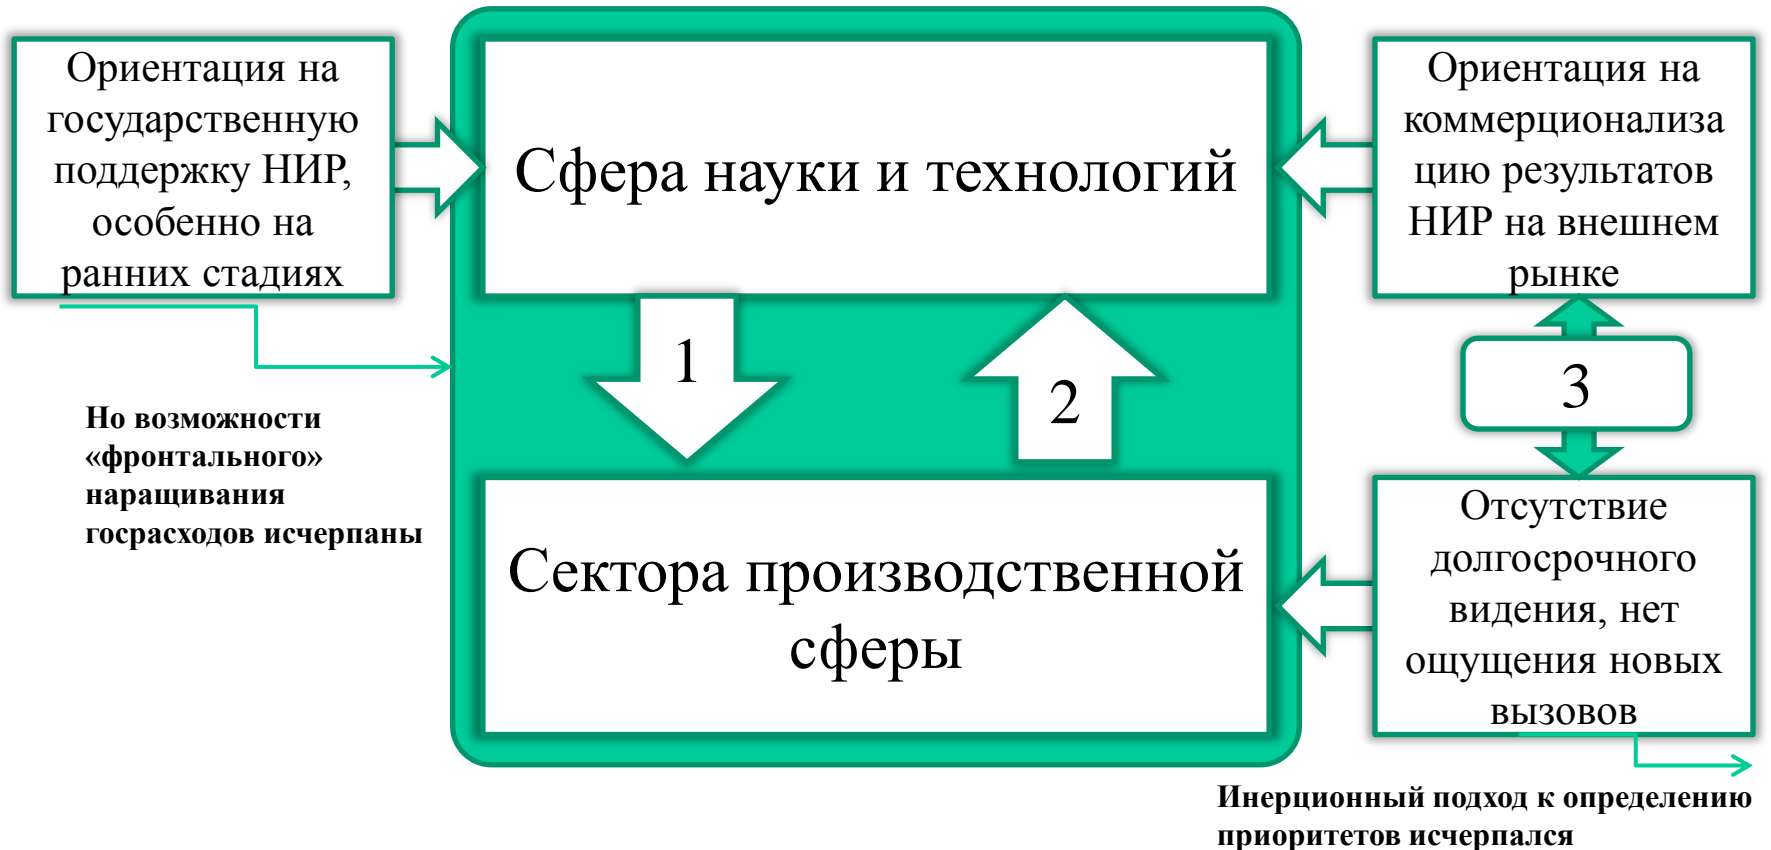 Ориентация на
государственную
поддержку НИР,
особенно на
ранних стадиях
Но возможности
«фронтального»
наращивания
госрасходов исчерпаны
Сфера науки и технологий
1
2
Сектора производственной
сферы
Ориентация на
коммерционализа
цию результатов
НИР на внешнем
рынке
3
Отсутствие
долгосрочного
видения, нет
ощущения новых
вызовов
Инерционный подход к определению
приоритетов исчерпался